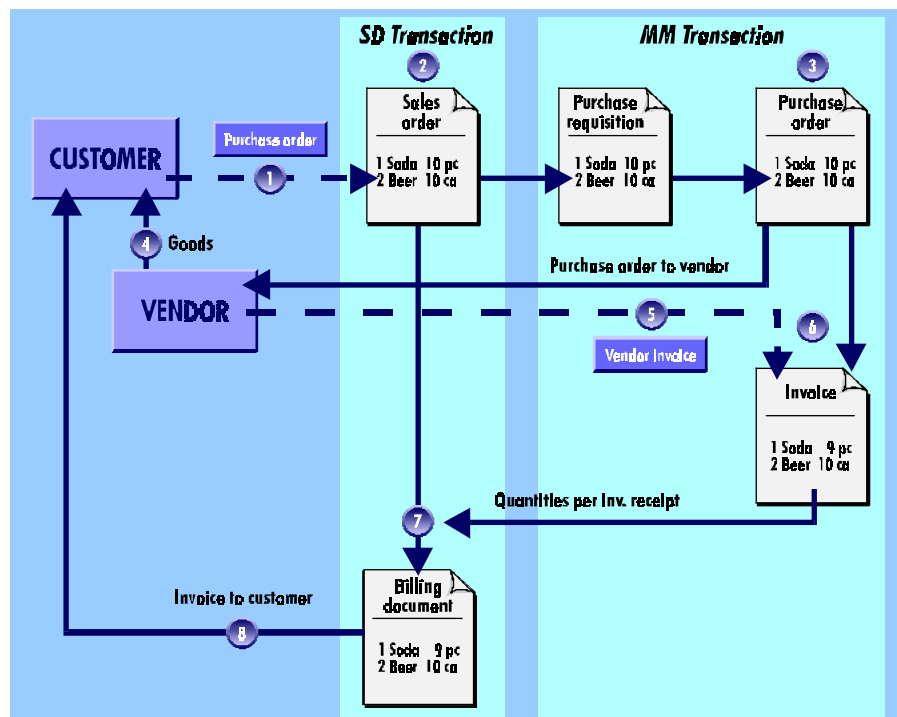 SD Transaction
MM Transaction
2
3
Sales
order
1 Soda 10 pc
2 Beer 10 ca
Purchase
requisition
1 Soda 10 pc
2 Beer 10 ca
Purchase
order
1 Soda 10 pc
2 Beer 10 ca
CUSTOMER
Purchase order
1
4
Goods
Purchase order to vendor
VENDOR
5
Vendor Invoice
6
Invoice
1 Soda 9 pc
2 Beer 10 ca
Quantities per Inv. receipt
7
Billing
document
1 Soda 9 pc
2 Beer 10 ca
Invoice to customer
8